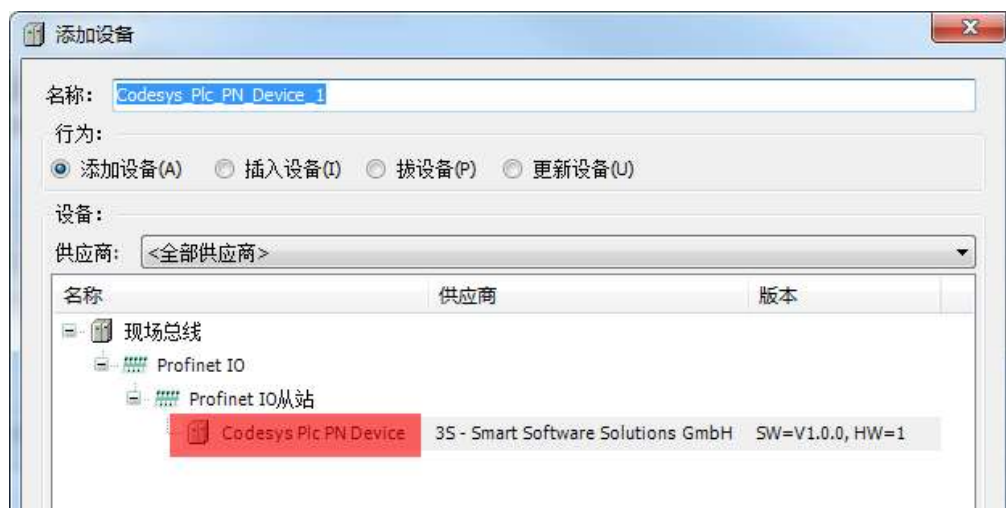 添加设备
名称： Codesys_Plc_PN_Device_1
行为：
添加设备(A) 插入设备(I) 拔设备(P) 更新设备(U)
设备：
供应商： <全部供应商>
名称 供应商 版本
现场总线
Profinet IO
Profinet IO从站
Codesys Plc PN Device 3S - Smart Software Solutions GmbH SW=V1.0.0, HW=1